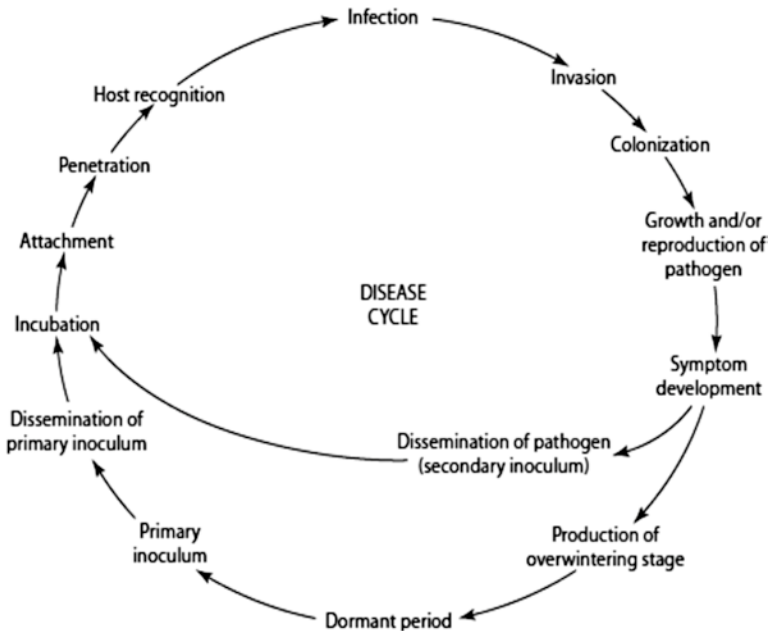 Infection
Invasion
Colonization
Growth and/or
reproduction of
pathogen
Symptom
development
Dissemination of pathogen
(secondary inoculum)
Production of
overwintering stage
Dormant period
Primary
inoculum
Dissemination of
primary inoculum
Incubation
Attachment
Penetration
Host recognition
DISEASE
CYCLE